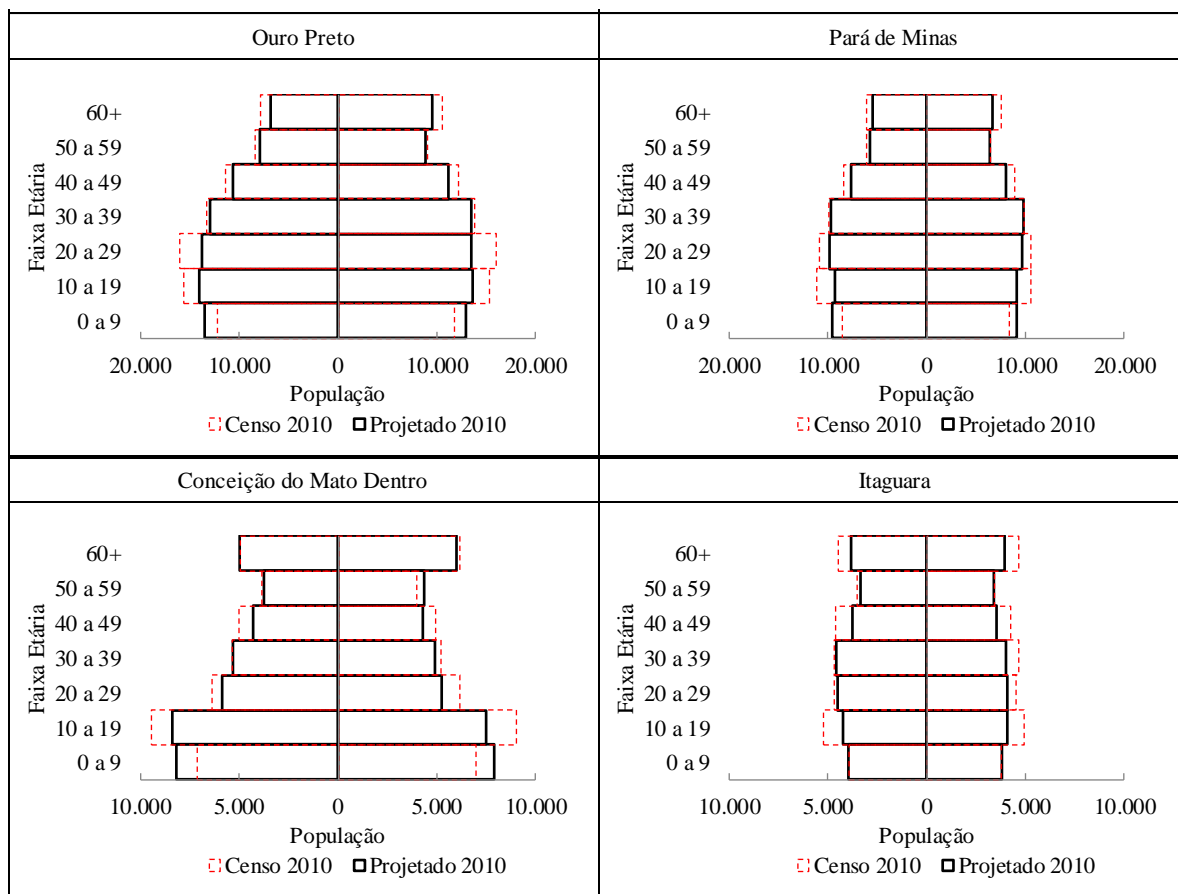 Ouro Preto
Faixa Etária
60+
50 a 59
40 a 49
30 a 39
20 a 29
10 a 19
0 a 9
20.000 10.000 0 10.000 20.000
População
Censo 2010 Projetado 2010
Pará de Minas
Faixa Etária
60+
50 a 59
40 a 49
30 a 39
20 a 29
10 a 19
0 a 9
20.000 10.000 0 10.000 20.000
População
Censo 2010 Projetado 2010
Conceição do Mato Dentro
Faixa Etária
60+
50 a 59
40 a 49
30 a 39
20 a 29
10 a 19
0 a 9
10.000 5.000 0 5.000 10.000
População
Censo 2010 Projetado 2010
Itaguara
Faixa Etária
60+
50 a 59
40 a 49
30 a 39
20 a 29
10 a 19
0 a 9
10.000 5.000 0 5.000 10.000
População
Censo 2010 Projetado 2010